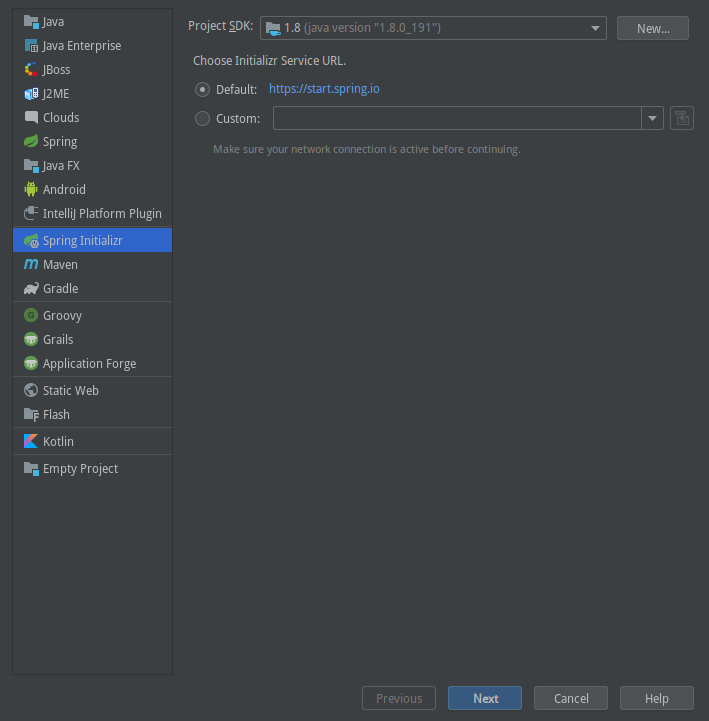 Java
Java Enterprise
JBoss
J2ME
Clouds
Spring
Java FX
Android
IntelliJ Platform Plugin
Spring Initializr
Maven
Gradle
Groovy
Grails
Application Forge
Static Web
Flash
Kotlin
Empty Project
Project SDK: 1.8 (java version "1.8.0_191") New...
Choose Initializr Service URL.
Default: https://start.spring.io
Custom:
Make sure your network connection is active before continuing.
Previous Next Cancel Help